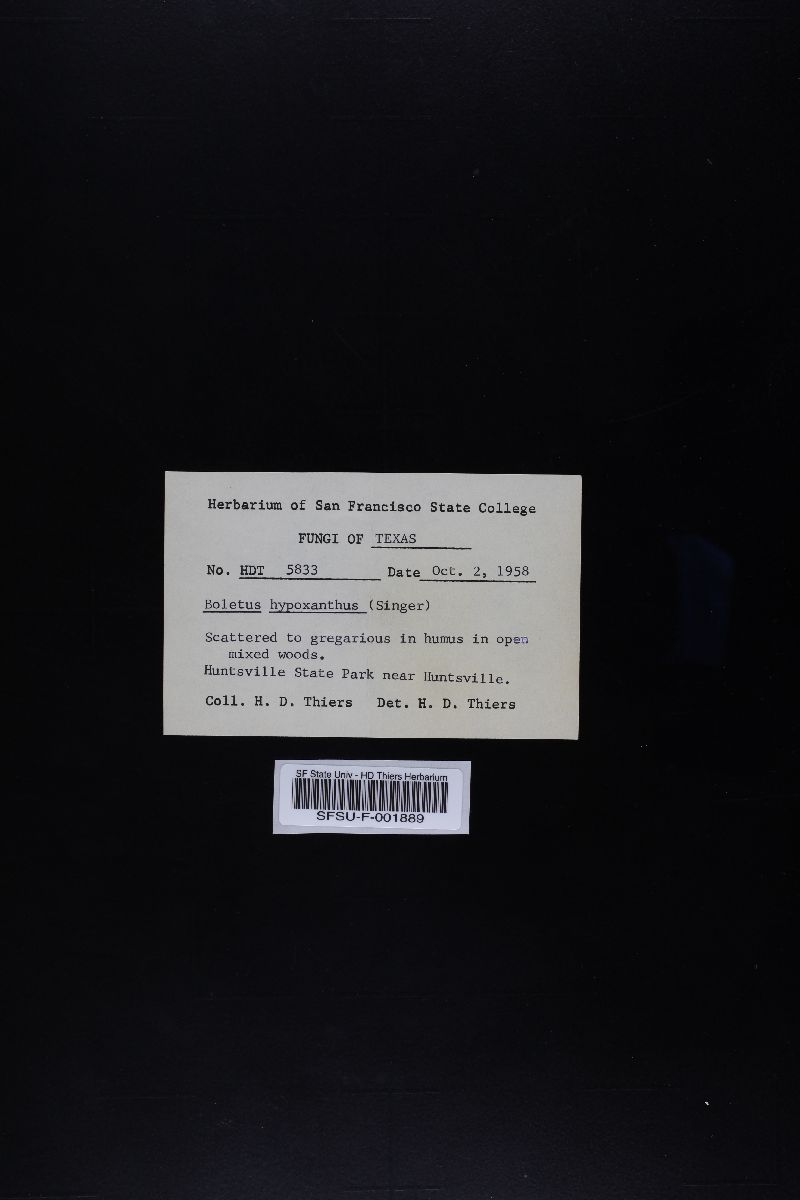 Herbarium of San Francisco State College
FUNGI OF TEXAS
No. HDT 5833 Date Oct. 2, 1958
Boletus hypoxanthus (Singer)
Scattered to gregarious in humus in open
mixed woods.
Huntsville State Park near Huntsville.
Coll. H. D. Thiers Det. H. D. Thiers
SF State Univ - HD Thiers Herbarium
SFSU-F-001889